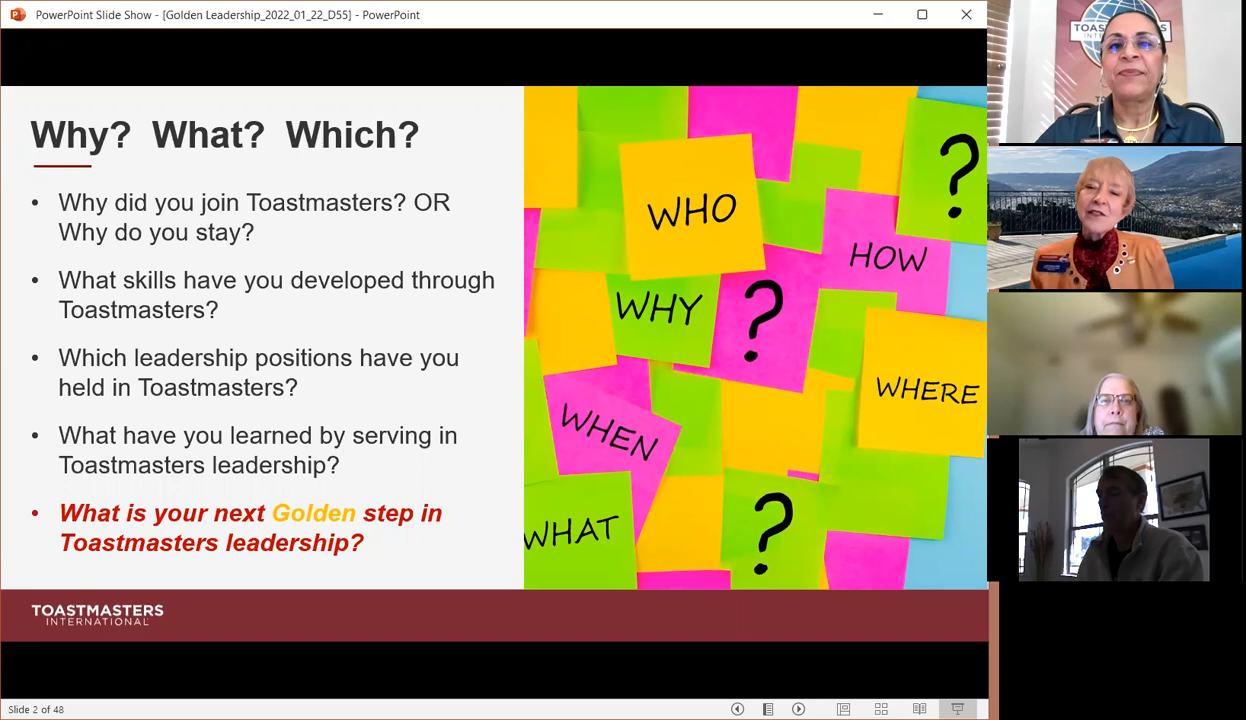 PowerPoint Slide Show - [Golden Leadership_2022_01_22_D55] - PowerPoint
Why? What? Which?
• Why did you join Toastmasters? OR
Why do you stay?
• What skills have you developed through
Toastmasters?
• Which leadership positions have you
held in Toastmasters?
• What have you learned by serving in
Toastmasters leadership?
• What is your next Golden step in
Toastmasters leadership?
WHO
?
HOW
WHY
?
WHERE
WHEN
WHAT
?
TOASTMASTERS
INTERNATIONAL
Slide 2 of 48